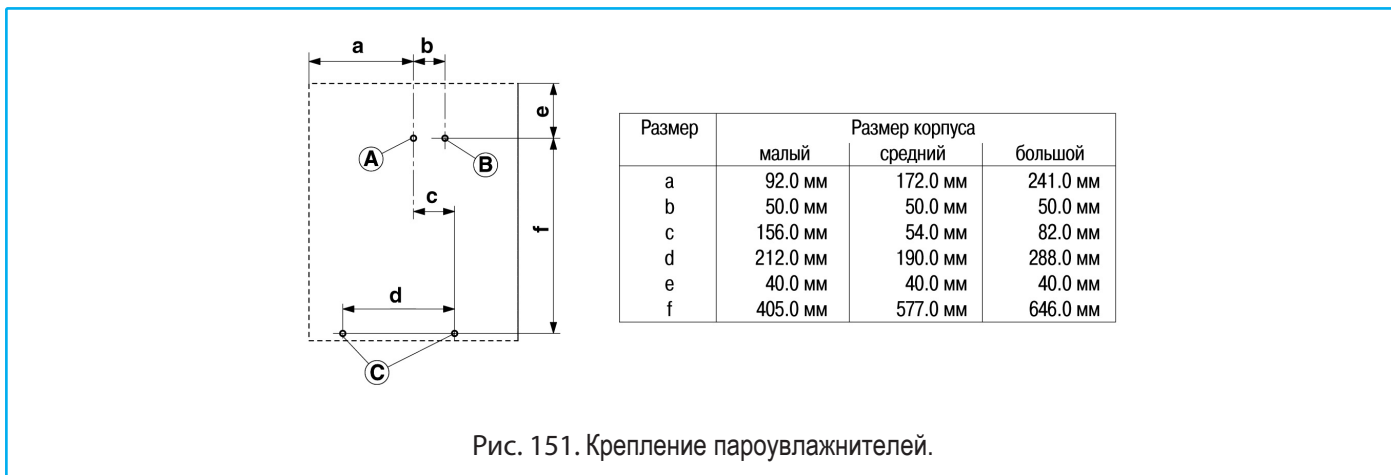 a b
e
A B
c
f
d
C
Размер Размер корпуса
малый средний большой
a 92.0 мм 172.0 мм 241.0 мм
b 50.0 мм 50.0 мм 50.0 мм
c 156.0 мм 54.0 мм 82.0 мм
d 212.0 мм 190.0 мм 288.0 мм
e 40.0 мм 40.0 мм 40.0 мм
f 405.0 мм 577.0 мм 646.0 мм
Рис. 151. Крепление пароувлажнителей.